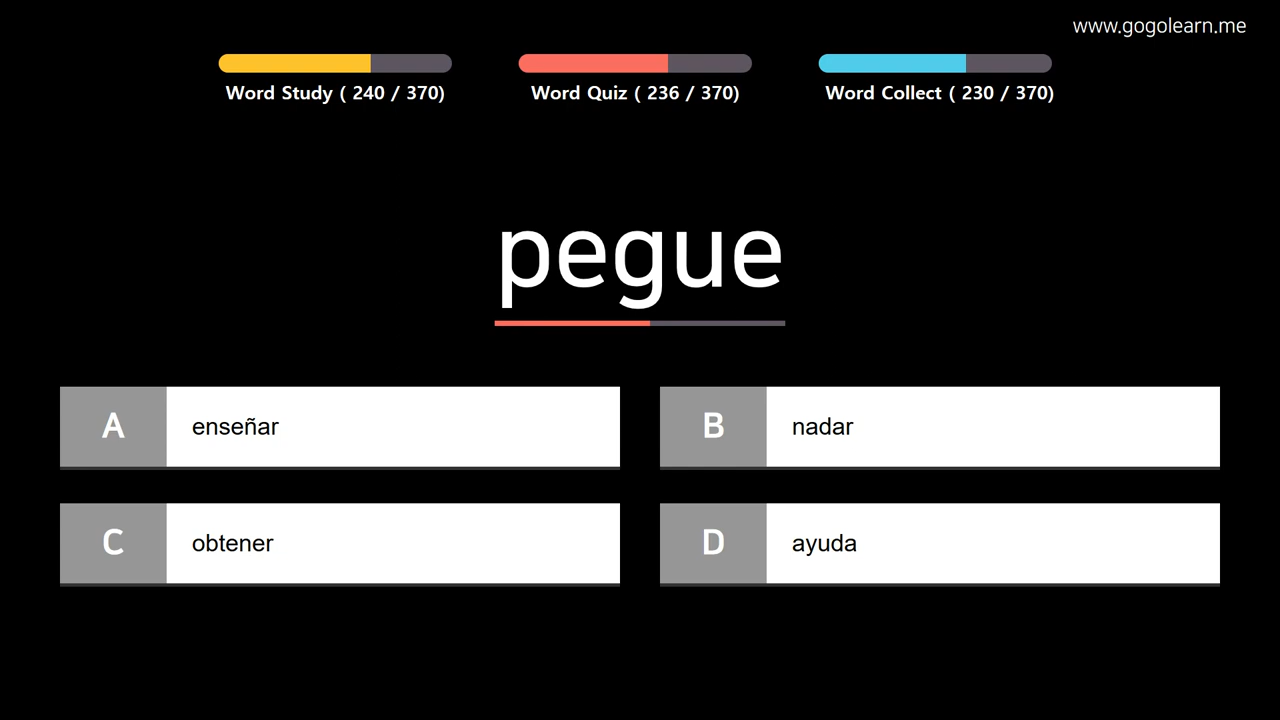 www.gogolearn.me
Word Study ( 240 / 370)
Word Quiz ( 236 / 370)
Word Collect ( 230 / 370)
pegue
A enseñar
B nadar
C obtener
D ayuda